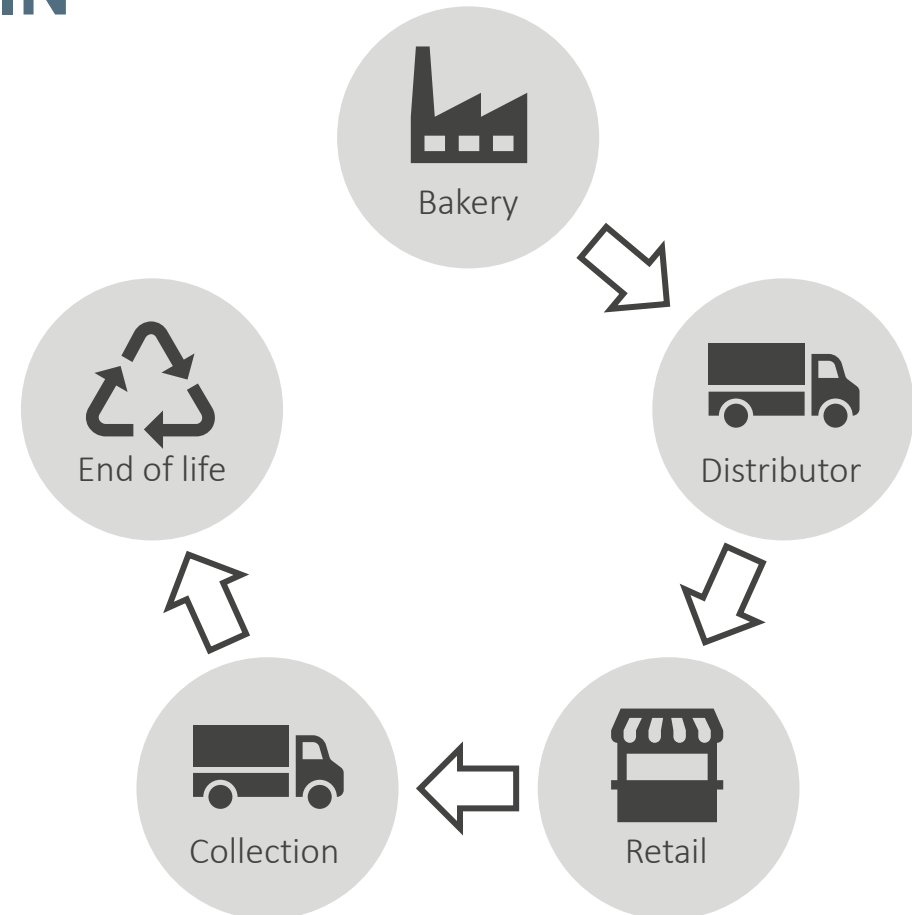 Bakery
Distributor
Retail
Collection
End of life